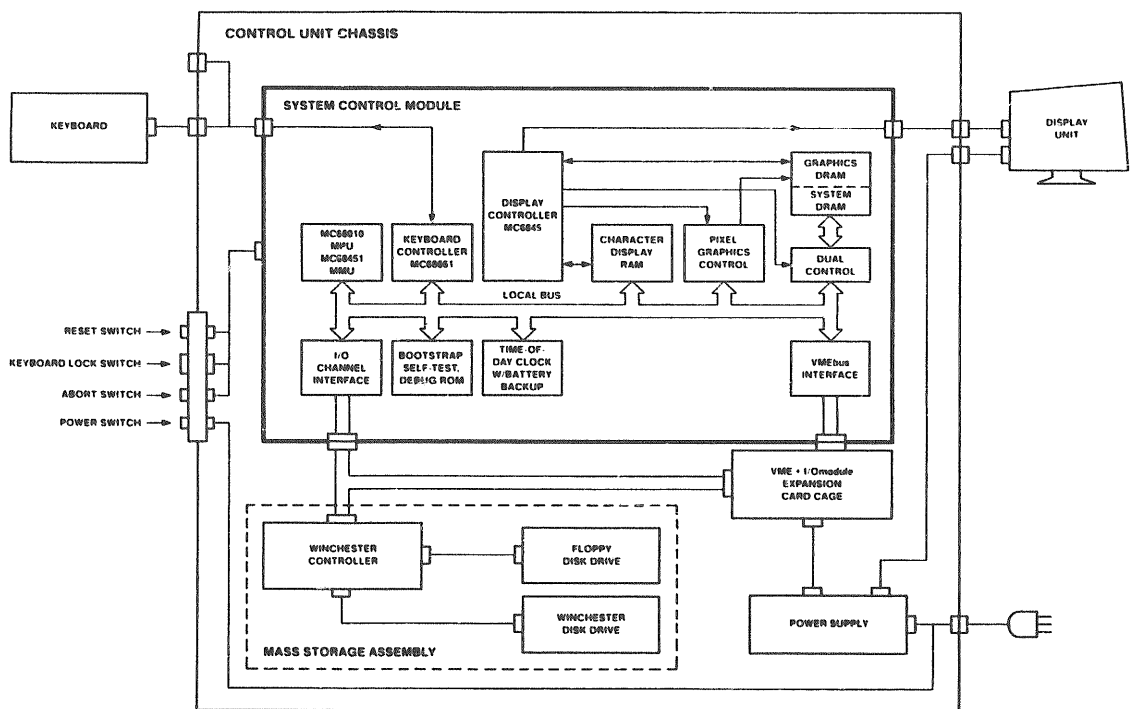 CONTROL UNIT CHASSIS
KEYBOARD
SYSTEM CONTROL MODULE
DISPLAY
UNIT
GRAPHICS
DRAM
SYSTEM
DRAM
DISPLAY
CONTROLLER
MC6845
MC68010
MPU
MC68451
MMU
KEYBOARD
CONTROLLER
MC68661
CHARACTER
DISPLAY
RAM
PIXEL
GRAPHICS
CONTROL
DUAL
CONTROL
LOCAL BUS
RESET SWITCH
KEYBOARD LOCK SWITCH
ABORT SWITCH
POWER SWITCH
I/O
CHANNEL
INTERFACE
BOOTSTRAP
SELF-TEST,
DEBUG ROM
TIME-OF-
DAY CLOCK
W/BATTERY
BACKUP
VMEbus
INTERFACE
VME + I/Omodule
EXPANSION
CARD CAGE
WINCHESTER
CONTROLLER
FLOPPY
DISK DRIVE
WINCHESTER
DISK DRIVE
POWER SUPPLY
MASS STORAGE ASSEMBLY